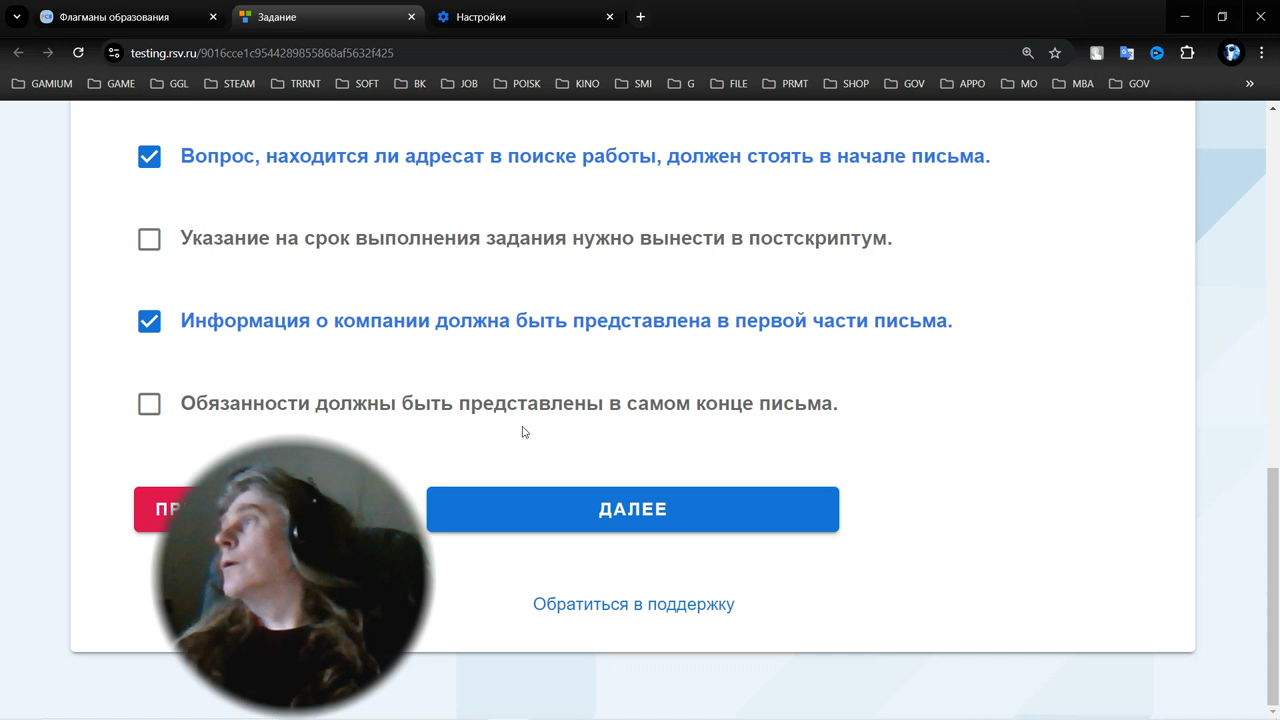 Флагманы образования
Задание
Настройки
testing.rsv.ru/9016cce1c9544289855868af5632f425
GAMIUM GAME GGL STEAM TRRNT SOFT BK JOB POISK KINO SMI G FILE PRMT SHOP GOV APPO MO MBA GOV
Вопрос, находится ли адресат в поиске работы, должен стоять в начале письма.
Указание на срок выполнения задания нужно вынести в постскриптум.
Информация о компании должна быть представлена в первой части письма.
Обязанности должны быть представлены в самом конце письма.
ДАЛЕЕ
Обратиться в поддержку